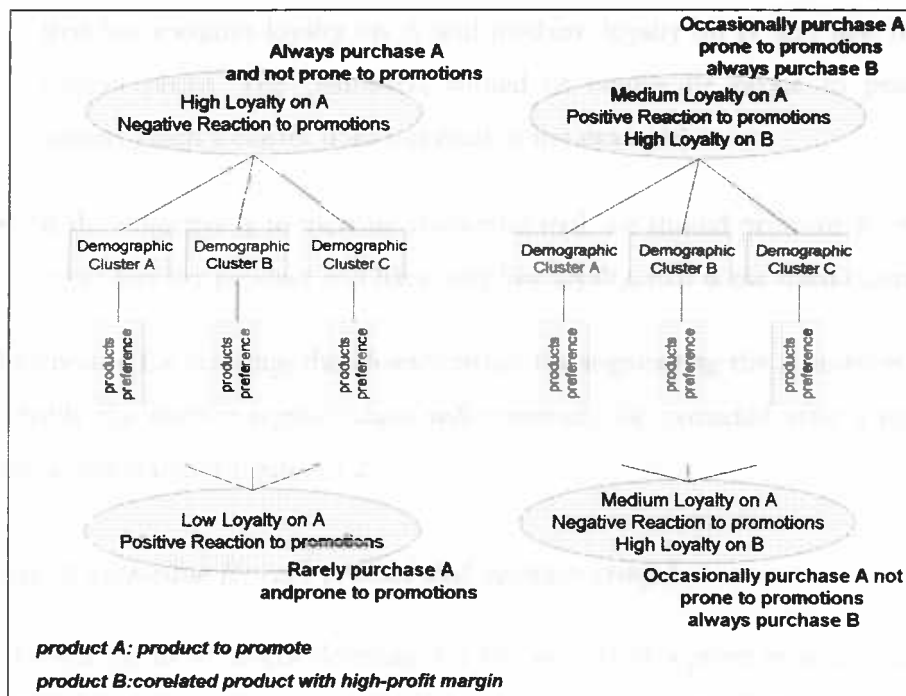 Always purchase A
and not prone to promotions
High Loyalty on A
Negative Reaction to promotions
Occasionally purchase A
prone to promotions
always purchase B
Medium Loyalty on A
Positive Reaction to promotions
High Loyalty on B
Demographic
Cluster A
Demographic
Cluster B
Demographic
Cluster C
Demographic
Cluster A
Demographic
Cluster B
Demographic
Cluster C
products
preference
products
preference
products
preference
products
preference
products
preference
products
preference
Low Loyalty on A
Positive Reaction to promotions
Rarely purchase A
andprone to promotions
Medium Loyalty on A
Negative Reaction to promotions
High Loyalty on B
Occasionally purchase A not
prone to promotions
always purchase B
product A: product to promote
product B:corelated product with high-profit margin